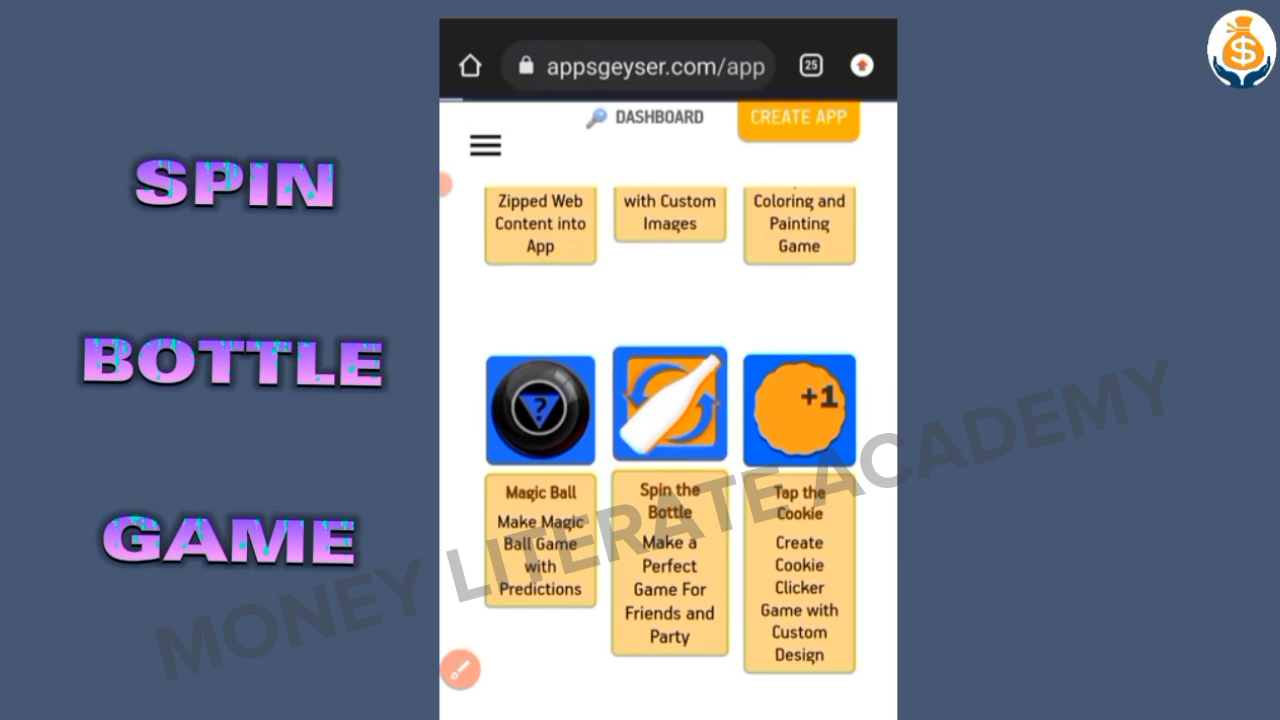 SPIN
BOTTLE
GAME
appsgeyser.com/app
25
DASHBOARD
CREATE APP
Zipped Web
Content into
App
with Custom
Images
Coloring and
Painting
Game
?
+1
Magic Ball
Make Magic
Ball Game
with
Predictions
Spin the
Bottle
Make a
Perfect
Game For
Friends and
Party
Tap the
Cookie
Create
Cookie
Clicker
Game with
Custom
Design
MONEY LITERATE ACADEMY
$